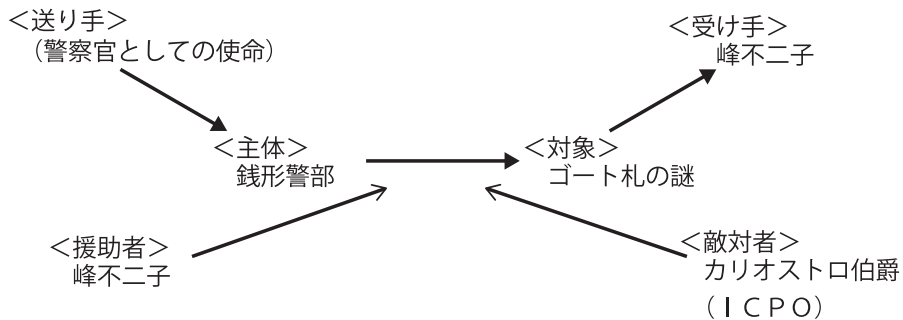 ＜送り手＞
（警察官としての使命）
＜受け手＞
峰不二子
＜主体＞
銭形警部
＜対象＞
ゴート札の謎
＜援助者＞
峰不二子
＜敵対者＞
カリオストロ伯爵
（ＩＣＰＯ）